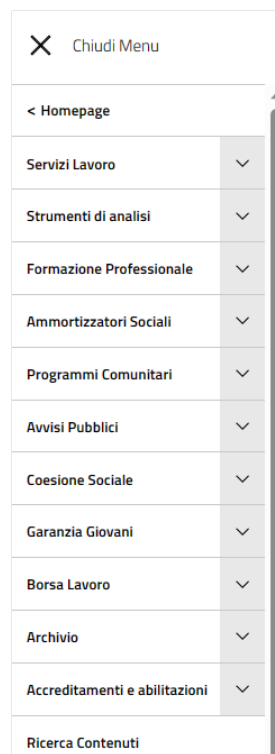 Chiudi Menu
< Homepage
Servizi Lavoro
Strumenti di analisi
Formazione Professionale
Ammortizzatori Sociali
Programmi Comunitari
Avvisi Pubblici
Coesione Sociale
Garanzia Giovani
Borsa Lavoro
Archivio
Accreditamenti e abilitazioni
Ricerca Contenuti